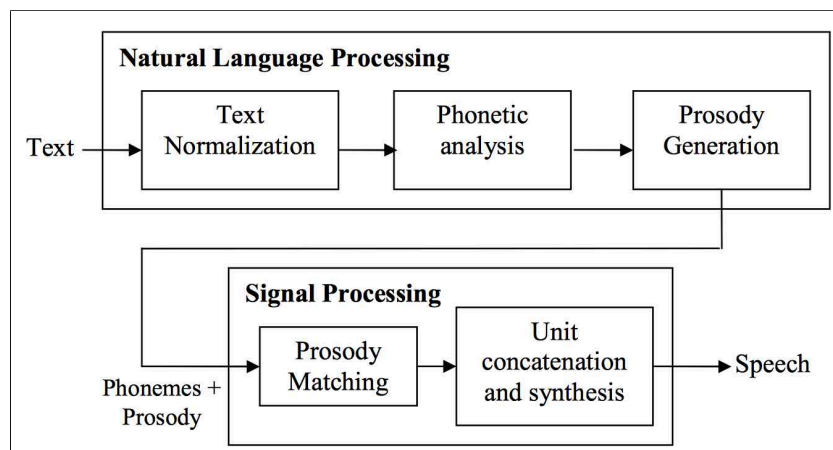 Natural Language Processing
Text
Text
Normalization
Phonetic
analysis
Prosody
Generation
Signal Processing
Phonemes +
Prosody
Prosody
Matching
Unit
concatenation
and synthesis
Speech